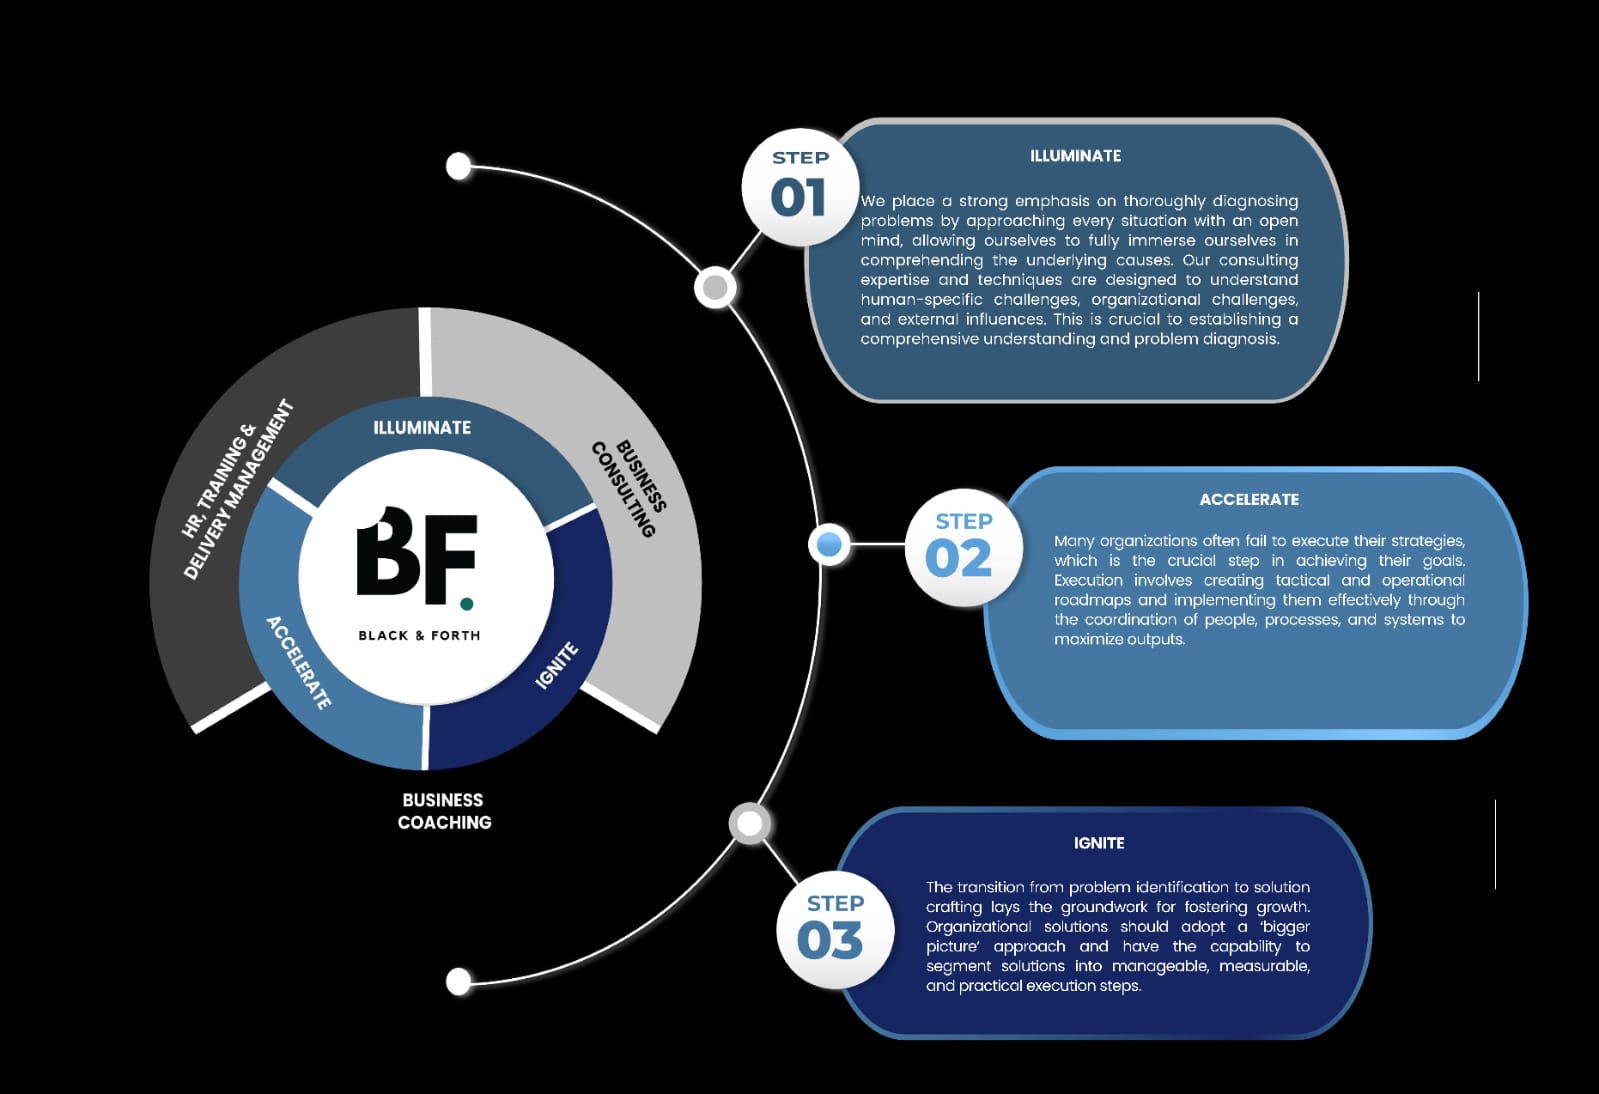 STEP
01
ILLUMINATE
We place a strong emphasis on thoroughly diagnosing
problems by approaching every situation with an open
mind, allowing ourselves to fully immerse ourselves in
comprehending the underlying causes. Our consulting
expertise and techniques are designed to understand
human-specific challenges, organizational challenges,
and external influences. This is crucial to establishing a
comprehensive understanding and problem diagnosis.
HR, TRAINING &
DELIVERY MANAGEMENT
BUSINESS
CONSULTING
ILLUMINATE
ACCELERATE
IGNITE
BF.
BLACK & FORTH
BUSINESS
COACHING
STEP
02
ACCELERATE
Many organizations often fail to execute their strategies,
which is the crucial step in achieving their goals.
Execution involves creating tactical and operational
roadmaps and implementing them effectively through
the coordination of people, processes, and systems to
maximize outputs.
STEP
03
IGNITE
The transition from problem identification to solution
crafting lays the groundwork for fostering growth.
Organizational solutions should adopt a ‘bigger
picture’ approach and have the capability to
segment solutions into manageable, measurable,
and practical execution steps.